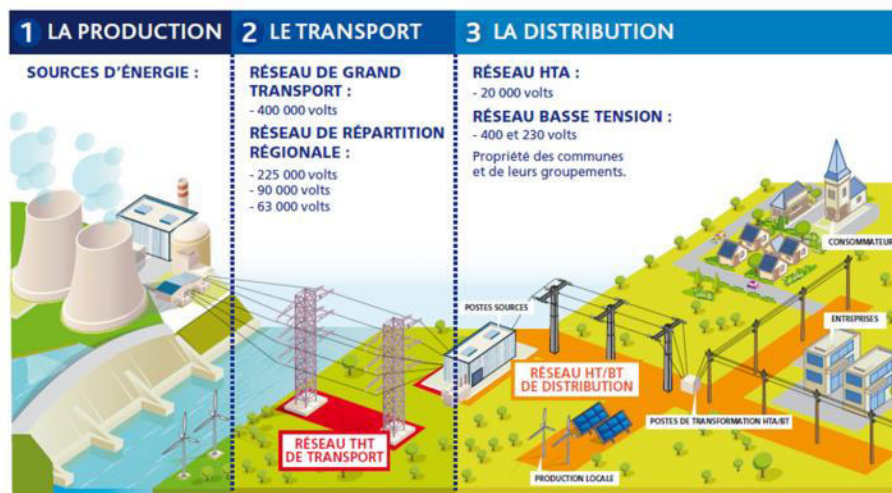 1 LA PRODUCTION
SOURCES D'ÉNERGIE :
2 LE TRANSPORT
RÉSEAU DE GRAND
TRANSPORT :
- 400 000 volts
RÉSEAU DE RÉPARTITION
RÉGIONALE :
- 225 000 volts
- 90 000 volts
- 63 000 volts
3 LA DISTRIBUTION
RÉSEAU HTA :
- 20 000 volts
RÉSEAU BASSE TENSION :
- 400 et 230 volts
Propriété des communes
et de leurs groupements.
CONSOMMATEUR
POSTES SOURCES
ENTREPRISES
RÉSEAU HT/BT
DE DISTRIBUTION
POSTES DE TRANSFORMATION HTA/BT
RÉSEAU THT
DE TRANSPORT
PRODUCTION LOCALE